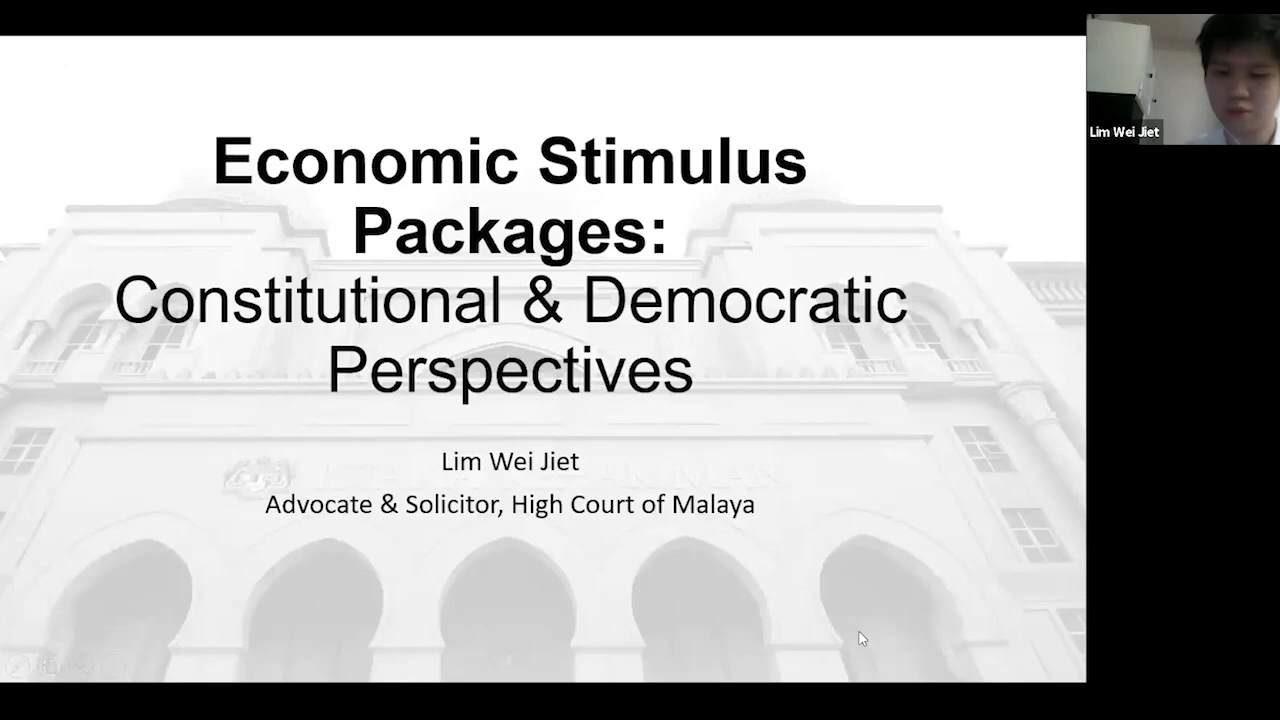 Economic Stimulus
Packages:
Constitutional & Democratic
Perspectives
Lim Wei Jiet
Advocate & Solicitor, High Court of Malaya
Lim Wei Jiet